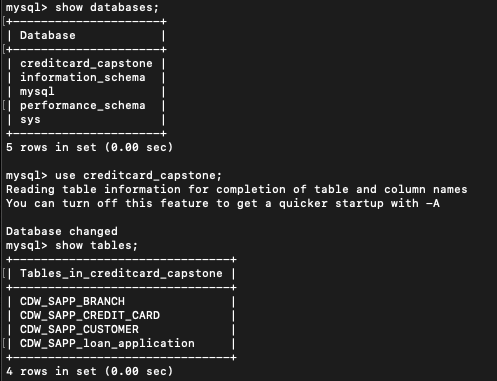 mysql> show databases;
+--------------------+
| Database           |
+--------------------+
| creditcard_capstone |
| information_schema |
| mysql              |
| performance_schema |
| sys                |
+--------------------+
5 rows in set (0.00 sec)
mysql> use creditcard_capstone;
Reading table information for completion of table and column names
You can turn off this feature to get a quicker startup with -A
Database changed
mysql> show tables;
+-------------------------------+
| Tables_in_creditcard_capstone |
+-------------------------------+
| CDW_SAPP_BRANCH               |
| CDW_SAPP_CREDIT_CARD          |
| CDW_SAPP_CUSTOMER             |
| CDW_SAPP_loan_application     |
+-------------------------------+
4 rows in set (0.00 sec)